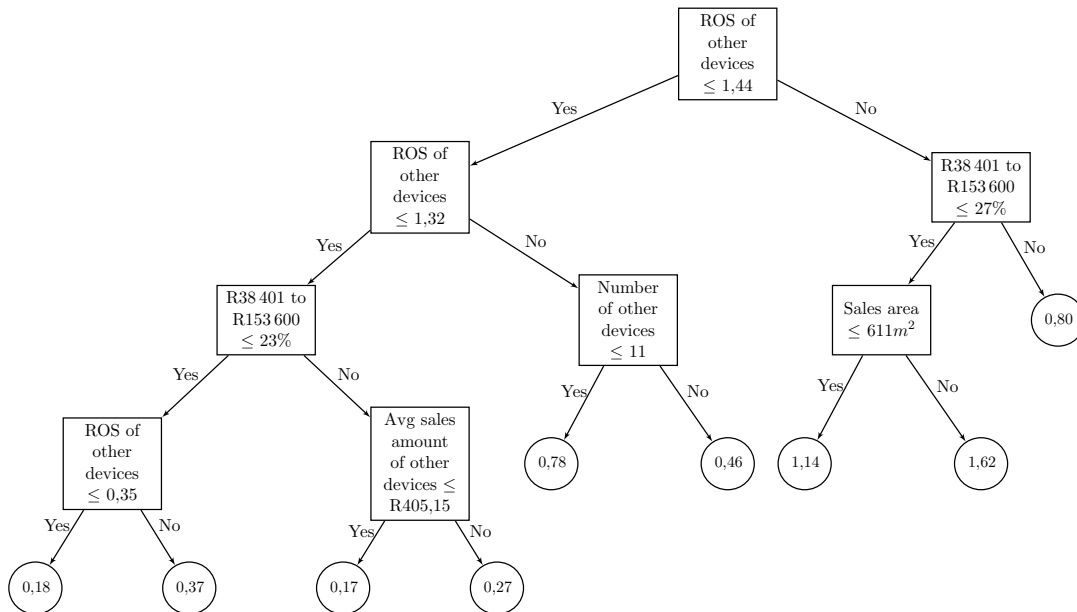 ROS of
other
devices
≤ 1,44
Yes
No
ROS of
other
devices
≤ 1,32
R38 401 to
R153 600
≤ 27%
Yes
No
Yes
No
R38 401 to
R153 600
≤ 23%
Number
of other
devices
≤ 11
Sales area
≤ 611m²
0,80
Yes
No
Yes
No
Yes
No
ROS of
other
devices
≤ 0,35
Avg sales
amount
of other
devices ≤
R405,15
0,78
0,46
1,14
1,62
Yes
No
Yes
No
0,18
0,37
0,17
0,27